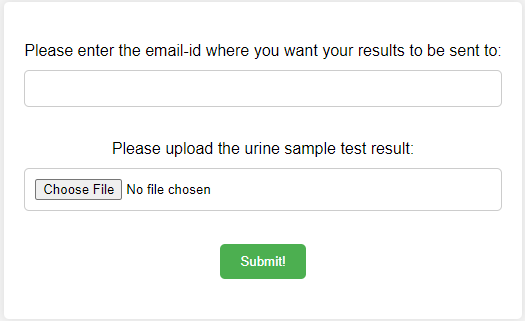 Please enter the email-id where you want your results to be sent to:
Please upload the urine sample test result:
Choose File No file chosen
Submit!